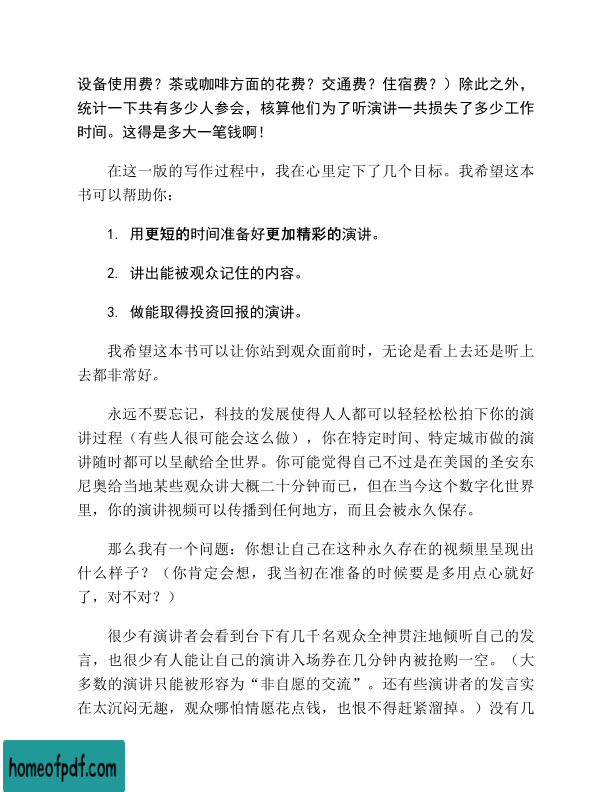 设备使用费？茶或咖啡方面的花费？交通费？住宿费？）除此之外，
统计一下共有多少人参会，核算他们为了听演讲一共损失了多少工作
时间。这得是多大一笔钱啊！
在这一版的写作过程中，我在心里定下了几个目标。我希望这本
书可以帮助你：
1. 用更短的时间准备好更加精彩的演讲。
2. 讲出能被观众记住的内容。
3. 做能取得投资回报的演讲。
我希望这本书可以让你站到观众面前时，无论是看上去还是听上
去都非常好。
永远不要忘记，科技的发展使得人人都可以轻轻松松拍下你的演
讲过程（有些人很可能会这么做），你在特定时间、特定城市做的演
讲随时都可以呈献给全世界。你可能觉得自己不过是在美国的圣安东
尼奥给当地某些观众讲大概二十分钟而已，但在当今这个数字化世界
里，你的演讲视频可以传播到任何地方，而且会被永久保存。
那么我有一个问题：你想让自己在这种永久存在的视频里呈现出
什么样子？（你肯定会想，我当初在准备的时候要是多用点心就好
了，对不对？）
很少有演讲者会看到台下有几千名观众全神贯注地倾听自己的发
言，也很少有人能让自己的演讲入场券在几分钟内被抢购一空。（大
多数的演讲只能被形容为“非自愿的交流”。还有些演讲者的发言实
在太沉闷无趣，观众哪怕情愿花点钱，也恨不得赶紧溜掉。）没有几
homeofpdf.com